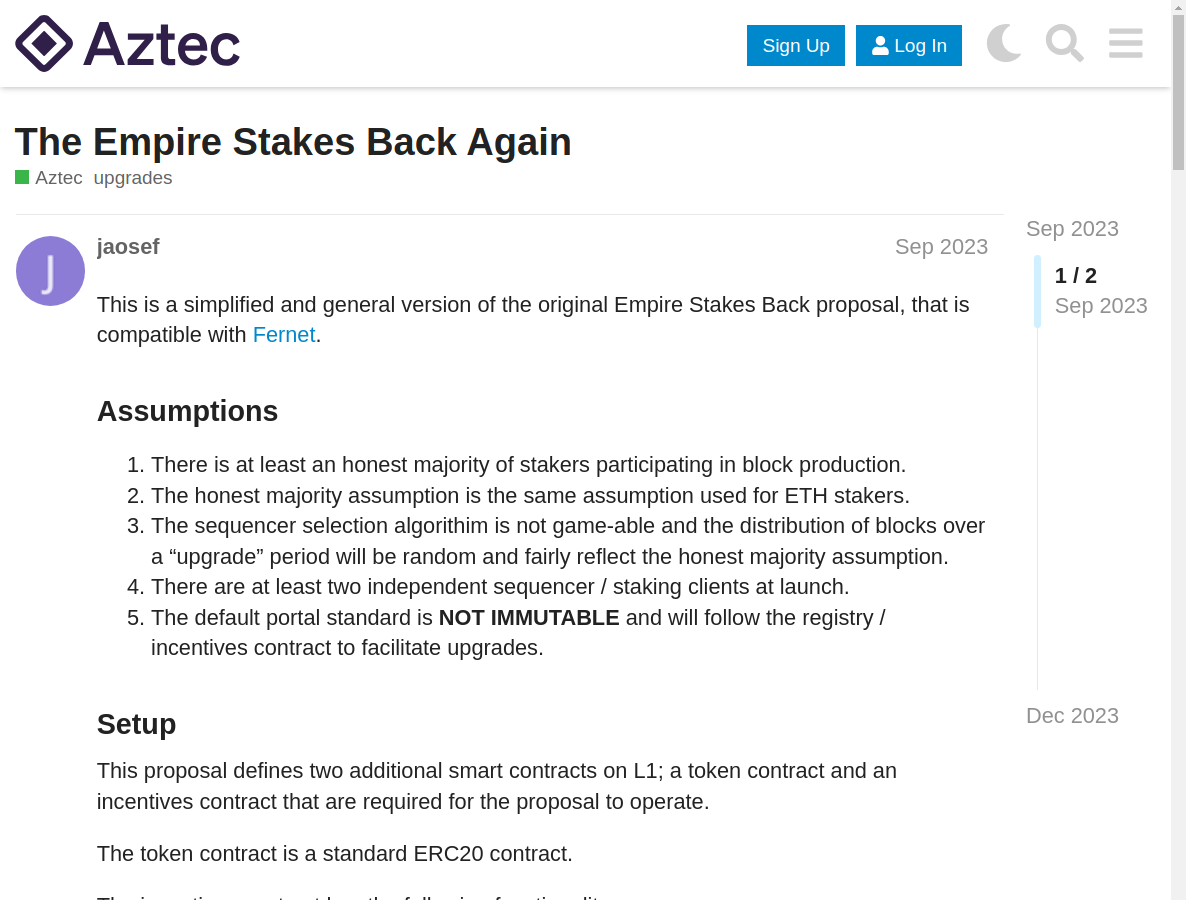 Aztec
Sign Up
Log In
The Empire Stakes Back Again
Aztec upgrades
J
jaosef
Sep 2023
Sep 2023
1 / 2
Sep 2023
This is a simplified and general version of the original Empire Stakes Back proposal, that is
compatible with Fernet.
Assumptions
1. There is at least an honest majority of stakers participating in block production.
2. The honest majority assumption is the same assumption used for ETH stakers.
3. The sequencer selection algorithim is not game-able and the distribution of blocks over
a “upgrade” period will be random and fairly reflect the honest majority assumption.
4. There are at least two independent sequencer / staking clients at launch.
5. The default portal standard is NOT IMMUTABLE and will follow the registry /
incentives contract to facilitate upgrades.
Setup
Dec 2023
This proposal defines two additional smart contracts on L1; a token contract and an
incentives contract that are required for the proposal to operate.
The token contract is a standard ERC20 contract.